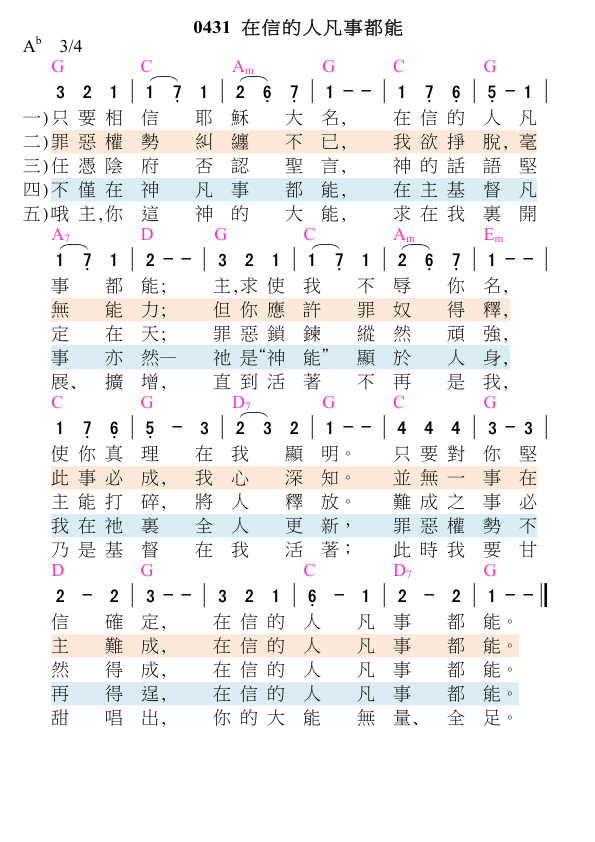 0431 在信的人凡事都能
A♭ 3/4
G C Am G C G
3 2 1 | 1 7̣ 1 | 2 6̣ 7̣ | 1 - - | 1 7̣ 6̣ | 5̣ - 1 |
一)只要相信耶穌大名，在信的人凡
二)罪惡權勢糾纏不已，我欲掙脫，毫
三)任憑陰府否認聖言，神的話語堅
四)不僅在神凡事都能，在主基督凡
五)哦主，你這神的大能，求在我裏開
A7 D G C Am Em
1 7̣ 1 | 2 - - | 3 2 1 | 1 7̣ 1 | 2 6̣ 7̣ | 1 - - |
事都能；主，求使我不辱你名，
無能力；但你應許罪奴得釋，
定在天；罪惡鎖鍊縱然頑強，
事亦然─祂是“神能”顯於人身，
展、擴增，直到活著不再是我，
C G D7 G C G
1 7̣ 6̣ | 5̣ - 3 | 2 3 2 | 1 - - | 4 4 4 | 3 - 3 |
使你真理在我顯明。只要對你堅
此事必成，我心深知。並無一事在
主能打碎，將人釋放。難成之事必
我在祂裏全人更新，罪惡權勢不
乃是基督在我活著；此時我要甘
D G C D7 G
2 - 2 | 3 - - | 3 2 1 | 6̣ - 1 | 2 - 2 | 1 - - ‖
信確定，在信的人凡事都能。
主難成，在信的人凡事都能。
然得成，在信的人凡事都能。
再得逞，在信的人凡事都能。
甜唱出，你的大能無量、全足。